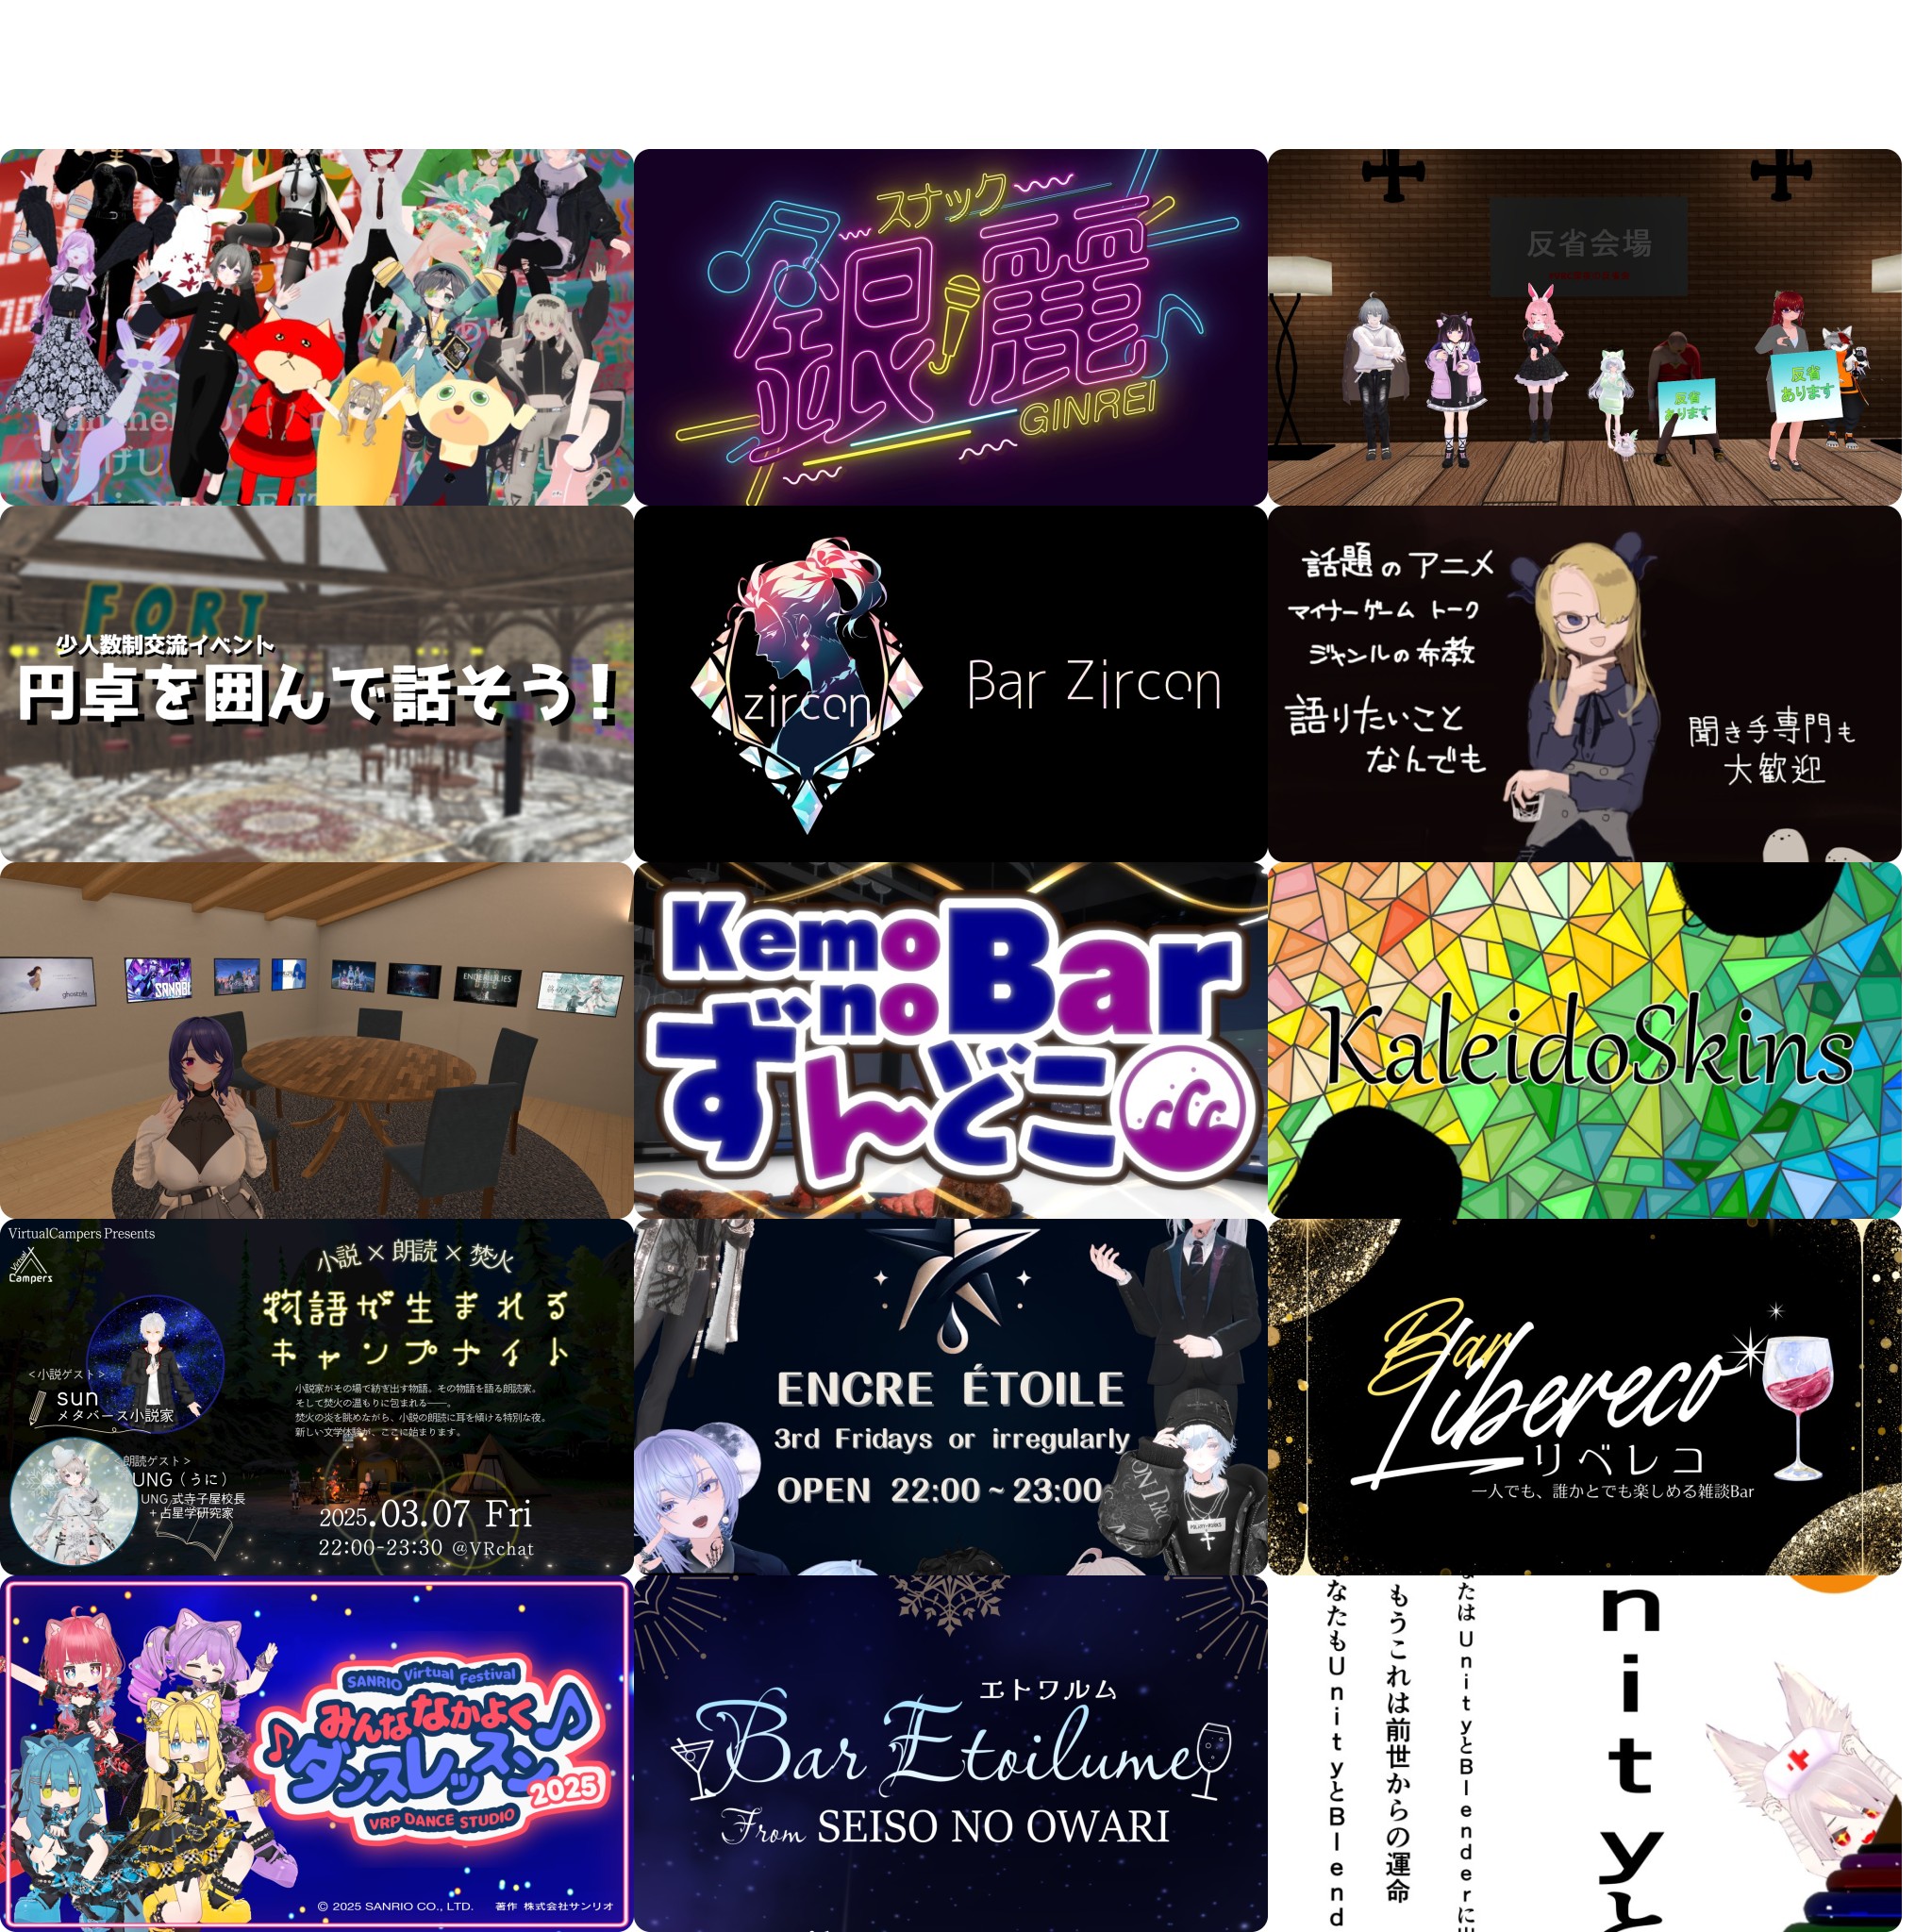 スナック
銀麗
GINREI
反省会場
反省
あります
反省
あります
FORT
少人数制交流イベント
円卓を囲んで話そう!
zircon
Bar Zircon
話題のアニメ
マイナーゲーム トーク
ジャンルの布教
語りたいこと
なんでも
聞き手専門も
大歓迎
ghostpia
SANABI
ENDER LILIES
Kemono Bar
ずんどこ
KaleidoSkins
VirtualCampers Presents
Virtual
Campers
小説×朗読×焚火
物語が生まれる
キャンプナイト
<小説ゲスト>
sun
メタバース小説家
小説家がその場で紡ぎ出す物語。その物語を語る朗読家。
そして焚火の温もりに包まれる――。
焚火の炎を眺めながら、小説の朗読に耳を傾ける特別な夜。
新しい文学体験が、ここに始まります。
<朗読ゲスト>
UNG(うに)
UNG式寺子屋校長
+占星学研究家
2025.03.07 Fri
22:00-23:30 @VRchat
ENCRE ÉTOILE
3rd Fridays or irregularly
OPEN 22:00~23:00
Bar
Libereco
リベレコ
一人でも、誰かとでも楽しめる雑談Bar
SANRIO Virtual Festival
みんななかよく
ダンスレッスン
2025
VRP DANCE STUDIO
© 2025 SANRIO CO., LTD. 著作 株式会社サンリオ
エトワルム
Bar Etoilume
From SEISO NO OWARI
nityと
たはUnityとBlenderに
もうこれは前世からの運命
なたもUnityとBlend